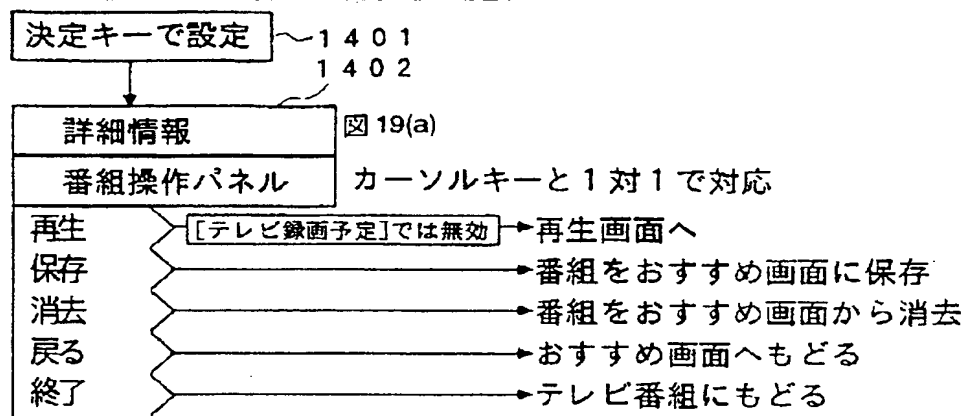 決定キーで設定 1401
1402
詳細情報 図19(a)
番組操作パネル カーソルキーと1対1で対応
再生 [テレビ録画予定]では無効 再生画面へ
保存 番組をおすすめ画面に保存
消去 番組をおすすめ画面から消去
戻る おすすめ画面へもどる
終了 テレビ番組にもどる